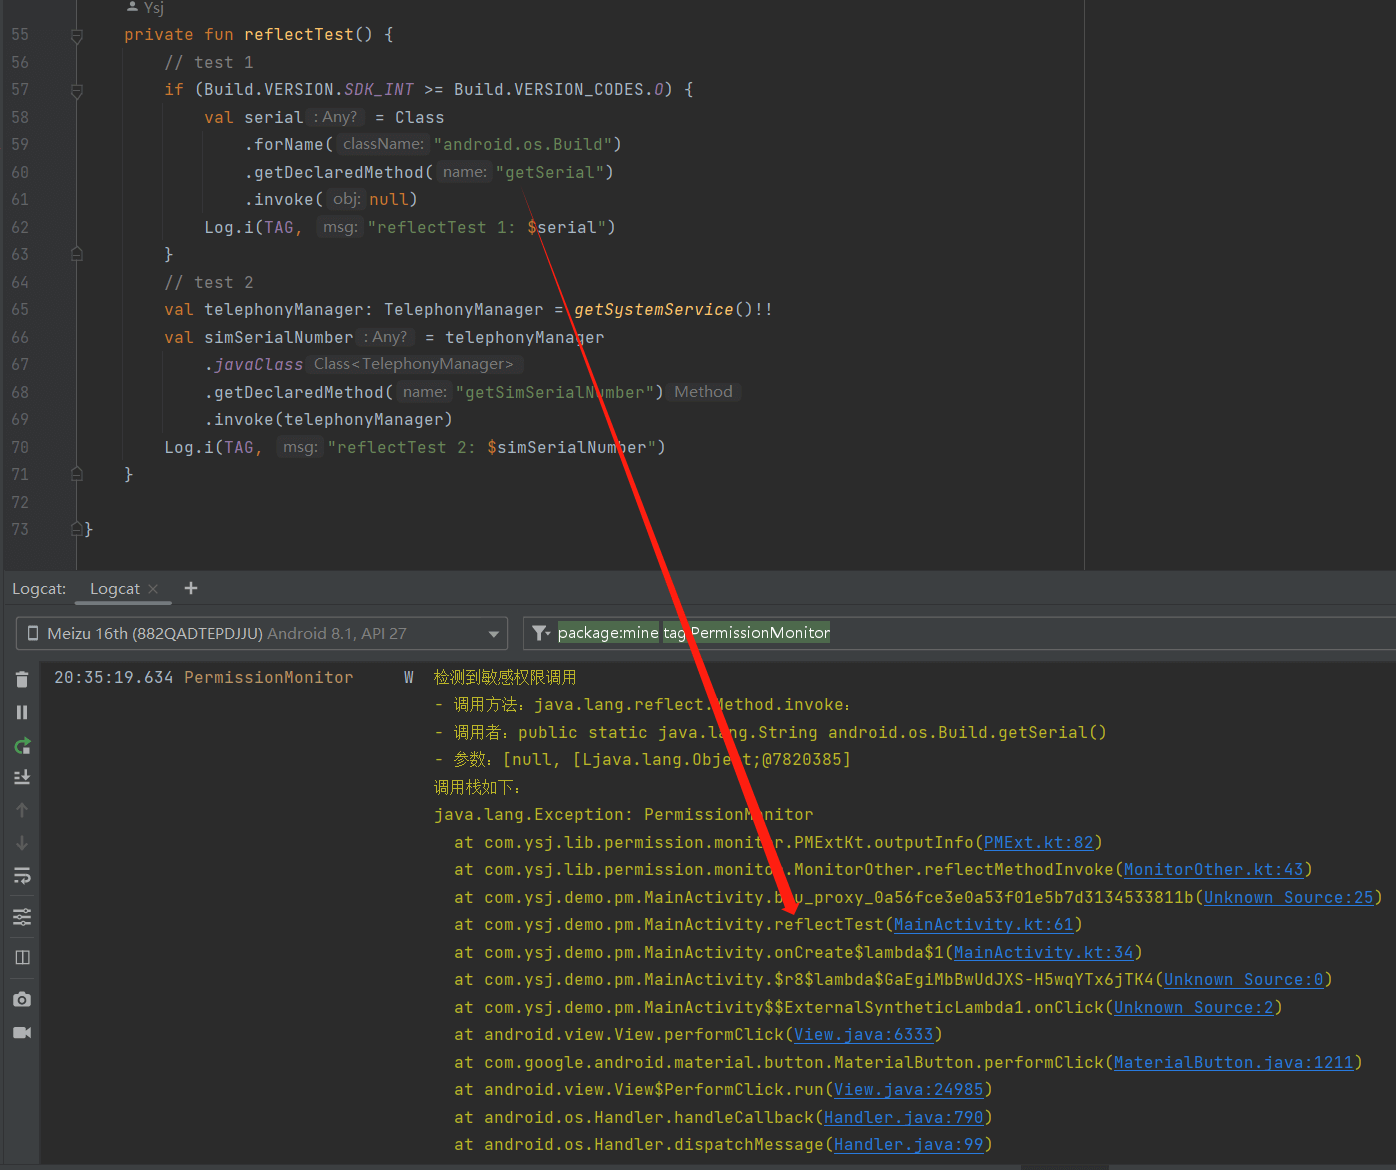 Ysj
55 private fun reflectTest() {
56 // test 1
57 if (Build.VERSION.SDK_INT >= Build.VERSION_CODES.O) {
58 val serial : Any? = Class
59 .forName( className: "android.os.Build")
60 .getDeclaredMethod( name: "getSerial")
61 .invoke( obj: null)
62 Log.i(TAG, msg: "reflectTest 1: $serial")
63 }
64 // test 2
65 val telephonyManager: TelephonyManager = getSystemService()!!
66 val simSerialNumber : Any? = telephonyManager
67 .javaClass Class<TelephonyManager>
68 .getDeclaredMethod( name: "getSimSerialNumber") Method
69 .invoke(telephonyManager)
70 Log.i(TAG, msg: "reflectTest 2: $simSerialNumber")
71 }
72
73 }
Logcat: Logcat × +
Meizu 16th (882QADTEPDJJU) Android 8.1, API 27 package:mine tag:PermissionMonitor
20:35:19.634 PermissionMonitor W 检测到敏感权限调用
- 调用方法：java.lang.reflect.Method.invoke：
- 调用者：public static java.lang.String android.os.Build.getSerial()
- 参数：[null, [Ljava.lang.Object;@7820385]
调用栈如下：
java.lang.Exception: PermissionMonitor
at com.ysj.lib.permission.monitor.PMExtKt.outputInfo(PMExt.kt:82)
at com.ysj.lib.permission.monitor.MonitorOther.reflectMethodInvoke(MonitorOther.kt:43)
at com.ysj.demo.pm.MainActivity.bcu_proxy_0a56fce3e0a53f01e5b7d3134533811b(Unknown Source:25)
at com.ysj.demo.pm.MainActivity.reflectTest(MainActivity.kt:61)
at com.ysj.demo.pm.MainActivity.onCreate$lambda$1(MainActivity.kt:34)
at com.ysj.demo.pm.MainActivity.$r8$lambda$GaEgiMbBwUdJXS-H5wqYTx6jTK4(Unknown Source:0)
at com.ysj.demo.pm.MainActivity$$ExternalSyntheticLambda1.onClick(Unknown Source:2)
at android.view.View.performClick(View.java:6333)
at com.google.android.material.button.MaterialButton.performClick(MaterialButton.java:1211)
at android.view.View$PerformClick.run(View.java:24985)
at android.os.Handler.handleCallback(Handler.java:790)
at android.os.Handler.dispatchMessage(Handler.java:99)